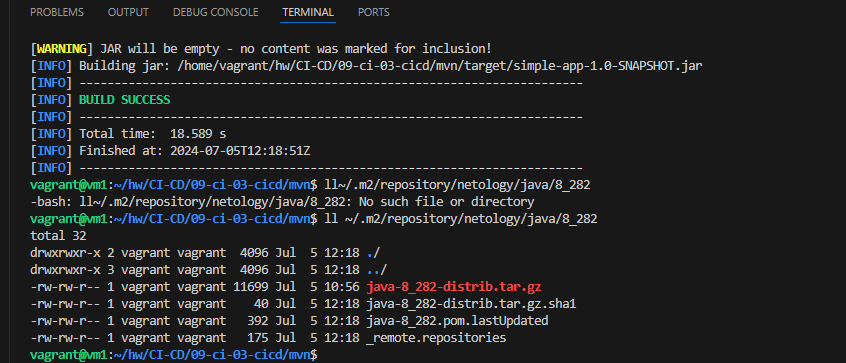 PROBLEMS OUTPUT DEBUG CONSOLE TERMINAL PORTS
[WARNING] JAR will be empty - no content was marked for inclusion!
[INFO] Building jar: /home/vagrant/hw/CI-CD/09-ci-03-cicd/mvn/target/simple-app-1.0-SNAPSHOT.jar
[INFO] ------------------------------------------------------------------------
[INFO] BUILD SUCCESS
[INFO] ------------------------------------------------------------------------
[INFO] Total time:  18.589 s
[INFO] Finished at: 2024-07-05T12:18:51Z
[INFO] ------------------------------------------------------------------------
vagrant@vm1:~/hw/CI-CD/09-ci-03-cicd/mvn$ ll~/.m2/repository/netology/java/8_282
-bash: ll~/.m2/repository/netology/java/8_282: No such file or directory
vagrant@vm1:~/hw/CI-CD/09-ci-03-cicd/mvn$ ll ~/.m2/repository/netology/java/8_282
total 32
drwxrwxr-x 2 vagrant vagrant  4096 Jul  5 12:18 ./
drwxrwxr-x 3 vagrant vagrant  4096 Jul  5 12:18 ../
-rw-rw-r-- 1 vagrant vagrant 11699 Jul  5 10:56 java-8_282-distrib.tar.gz
-rw-rw-r-- 1 vagrant vagrant    40 Jul  5 12:18 java-8_282-distrib.tar.gz.sha1
-rw-rw-r-- 1 vagrant vagrant   392 Jul  5 12:18 java-8_282.pom.lastUpdated
-rw-rw-r-- 1 vagrant vagrant   175 Jul  5 12:18 _remote.repositories
vagrant@vm1:~/hw/CI-CD/09-ci-03-cicd/mvn$